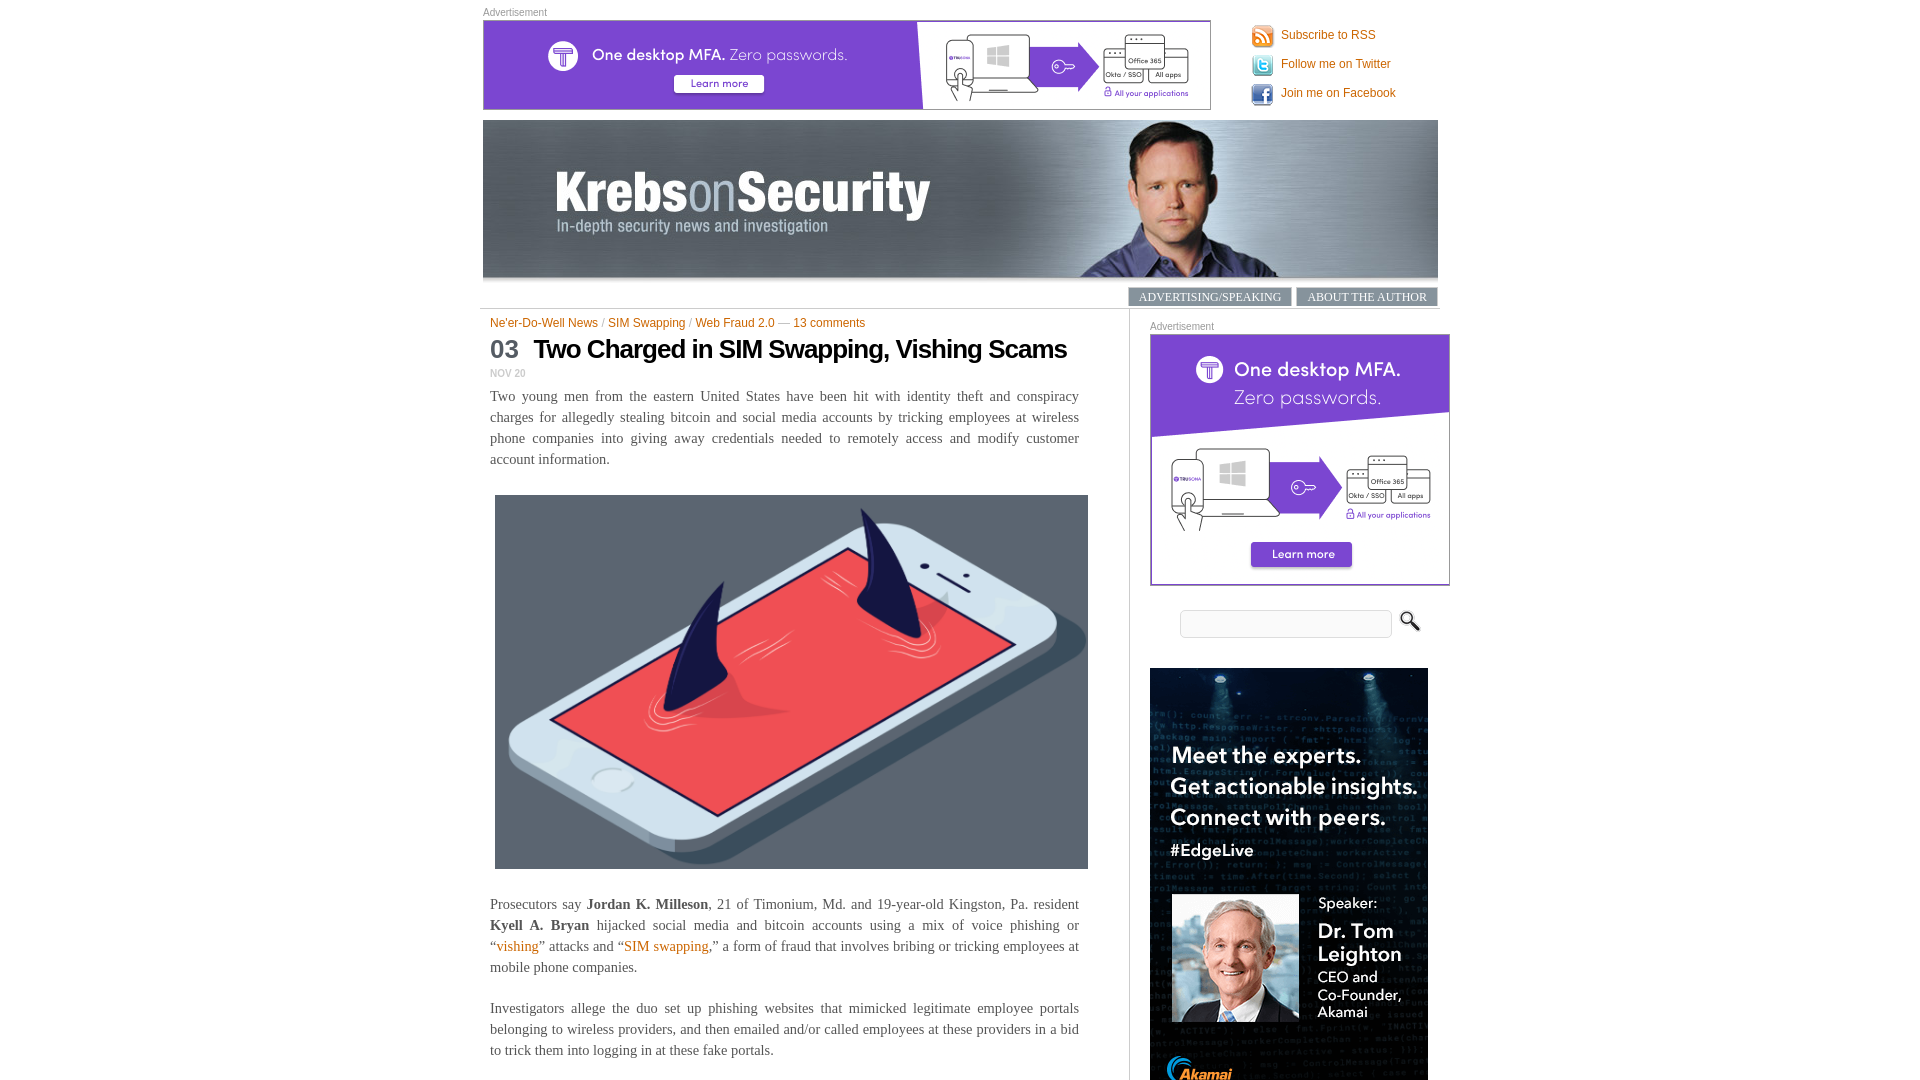 Advertisement
One desktop MFA. Zero passwords.
Learn more
TRUSONA
Office 365
Okta / SSO
All apps
All your applications
Subscribe to RSS
Follow me on Twitter
Join me on Facebook
KrebsonSecurity
In-depth security news and investigation
ADVERTISING/SPEAKING
ABOUT THE AUTHOR
Ne'er-Do-Well News / SIM Swapping / Web Fraud 2.0 — 13 comments
03 Two Charged in SIM Swapping, Vishing Scams
NOV 20
Two young men from the eastern United States have been hit with identity theft and conspiracy
charges for allegedly stealing bitcoin and social media accounts by tricking employees at wireless
phone companies into giving away credentials needed to remotely access and modify customer
account information.
Prosecutors say Jordan K. Milleson, 21 of Timonium, Md. and 19-year-old Kingston, Pa. resident
Kyell A. Bryan hijacked social media and bitcoin accounts using a mix of voice phishing or
“vishing” attacks and “SIM swapping,” a form of fraud that involves bribing or tricking employees at
mobile phone companies.
Investigators allege the duo set up phishing websites that mimicked legitimate employee portals
belonging to wireless providers, and then emailed and/or called employees at these providers in a bid
to trick them into logging in at these fake portals.
Advertisement
One desktop MFA.
Zero passwords.
TRUSONA
Office 365
Okta / SSO
All apps
All your applications
Learn more
Meet the experts.
Get actionable insights.
Connect with peers.
#EdgeLive
Speaker:
Dr. Tom
Leighton
CEO and
Co-Founder,
Akamai
Akamai